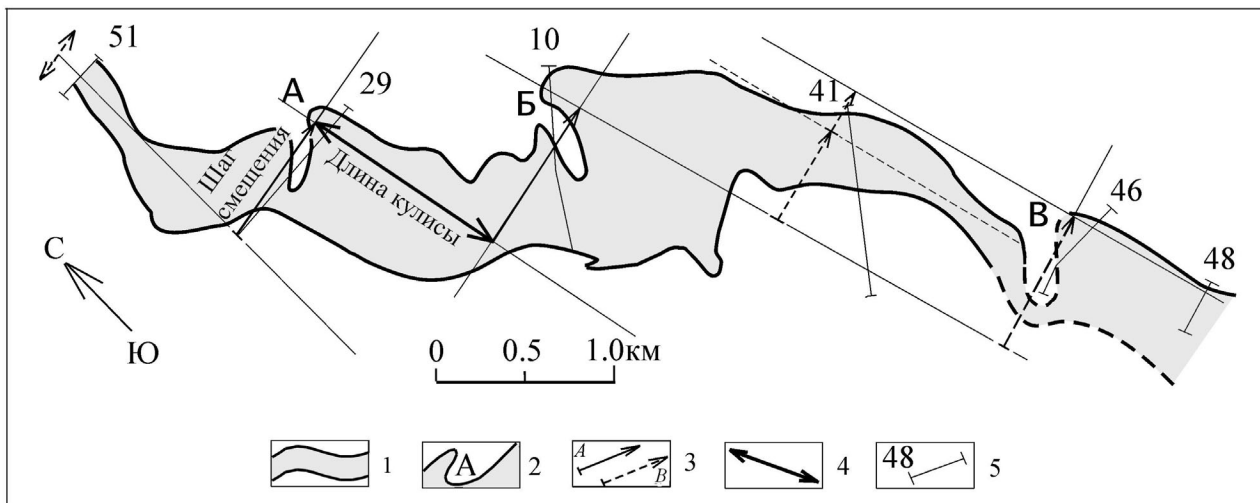 51
А
29
10
Б
41
В
46
48
Шаг
смещения
Длина кулисы
С
Ю
0 0.5 1.0км
1
А 2
А В 3
4
48 5